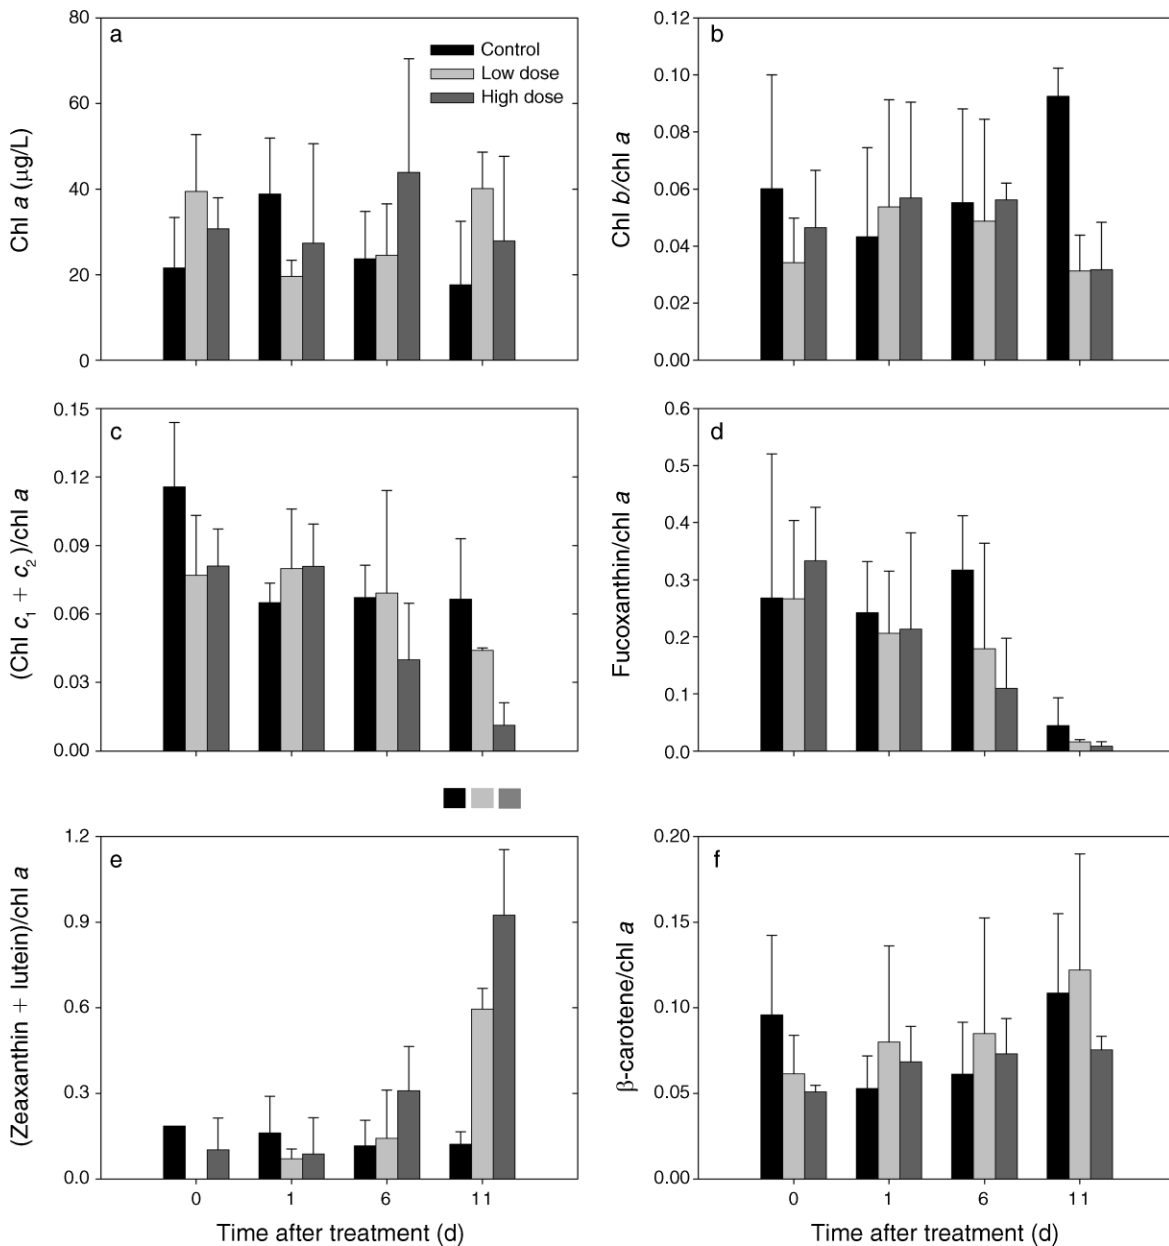 a
Control
Low dose
High dose
80
60
40
20
0
Chl a (μg/L)
b
0.12
0.10
0.08
0.06
0.04
0.02
0.00
Chl b/chl a
c
0.15
0.12
0.09
0.06
0.03
0.00
(Chl c₁ + c₂)/chl a
d
0.6
0.5
0.4
0.3
0.2
0.1
0.0
Fucoxanthin/chl a
e
1.2
0.9
0.6
0.3
0.0
(Zeaxanthin + lutein)/chl a
0 1 6 11
Time after treatment (d)
f
0.20
0.15
0.10
0.05
0.00
β-carotene/chl a
0 1 6 11
Time after treatment (d)